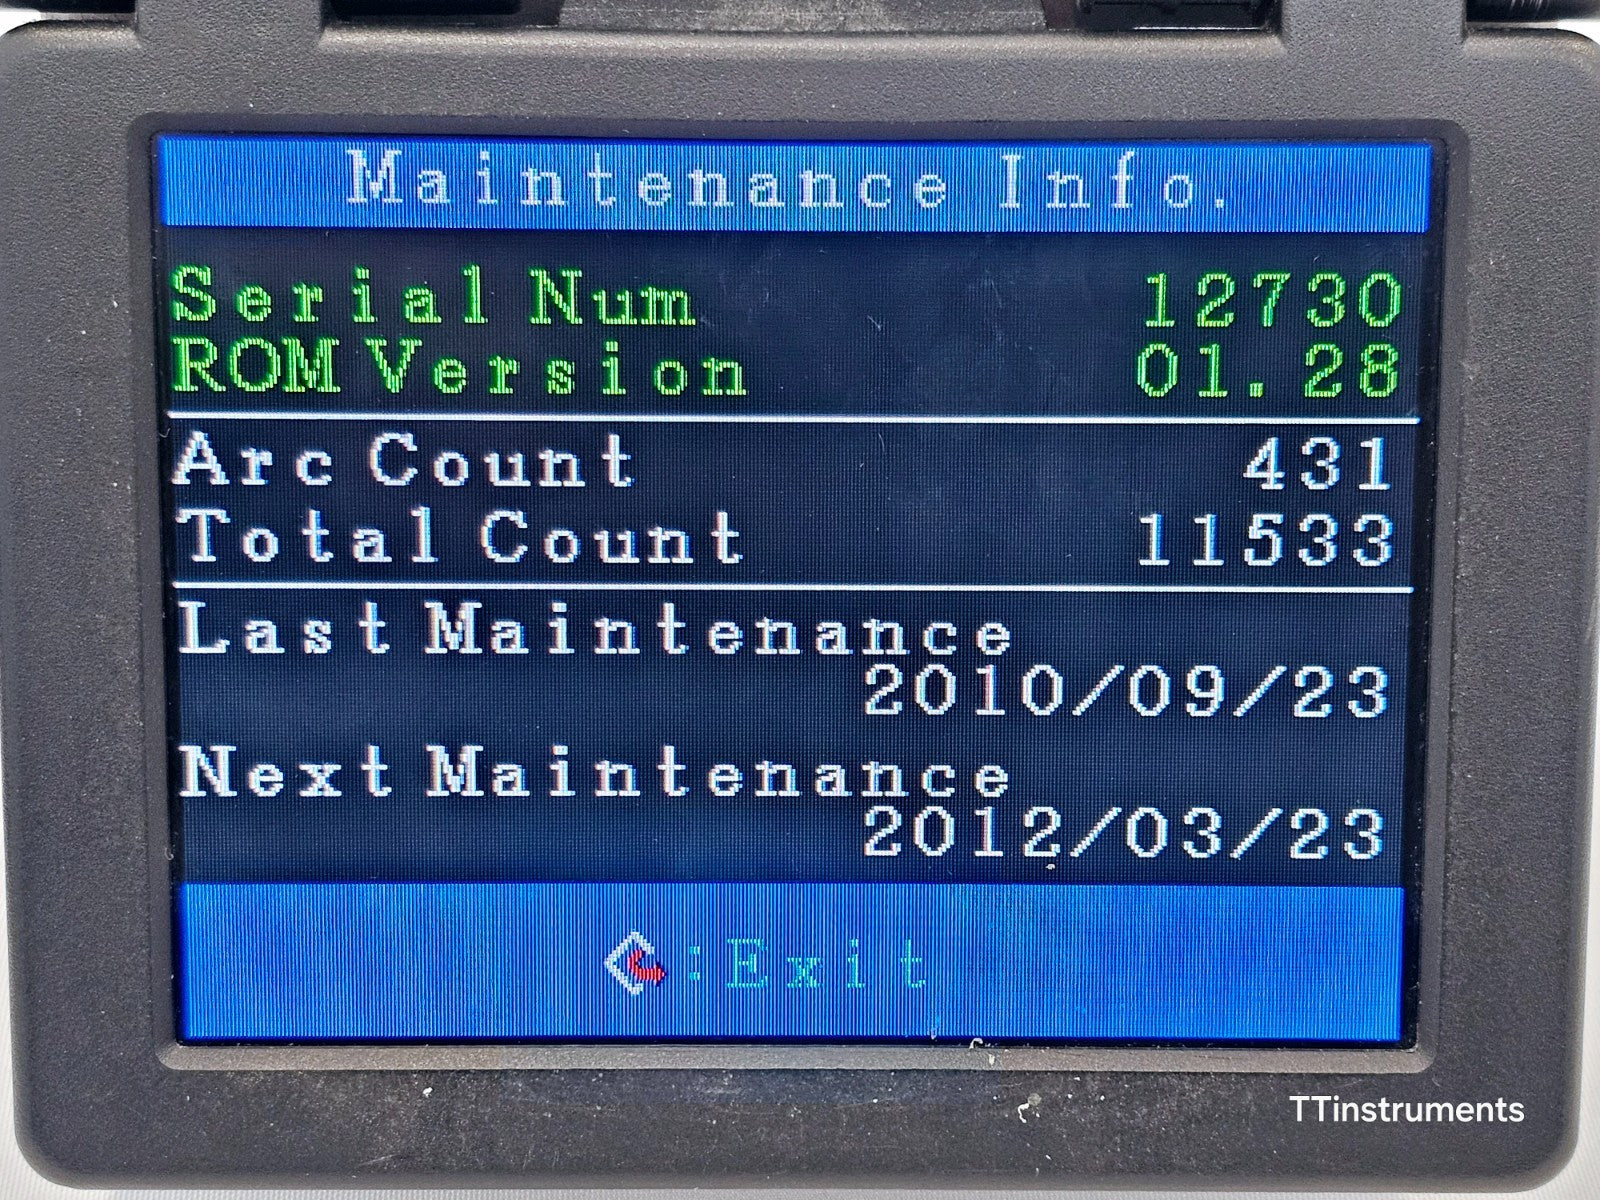 Maintenance Info.
Serial Num 12730
ROM Version 01.28
Arc Count 431
Total Count 11533
Last Maintenance
2010/09/23
Next Maintenance
2012/03/23
:Exit
TTinstruments